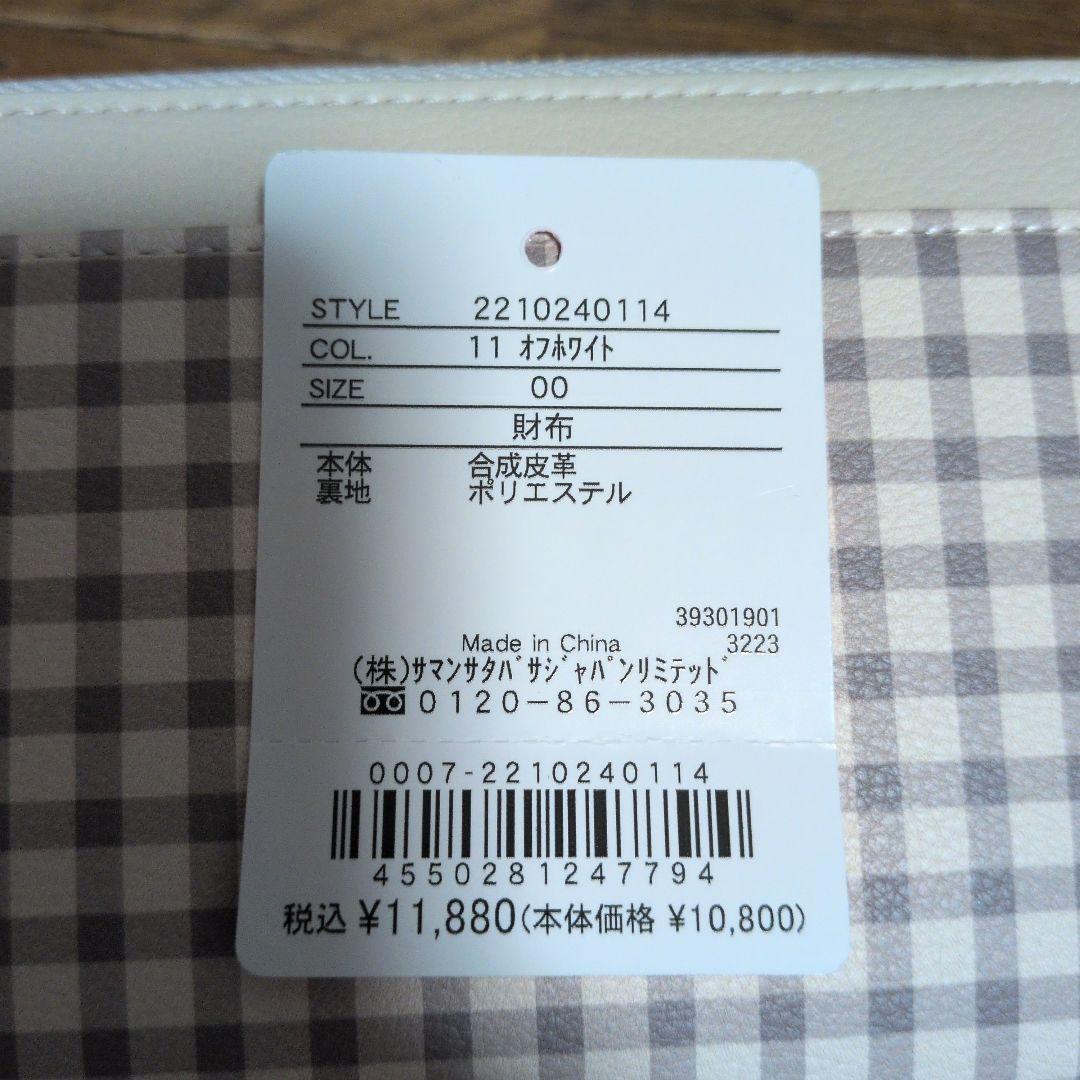 STYLE 2210240114
COL. 11 ｵﾌﾎﾜｲﾄ
SIZE 00
財布
本体 合成皮革
裏地 ポリエステル
39301901
Made in China 3223
(株)ｻﾏﾝｻﾀﾊﾞｻｼﾞｬﾊﾟﾝﾘﾐﾃｯﾄﾞ
0120-86-3035
0007-2210240114
4550281247794
税込 ¥11,880(本体価格 ¥10,800)